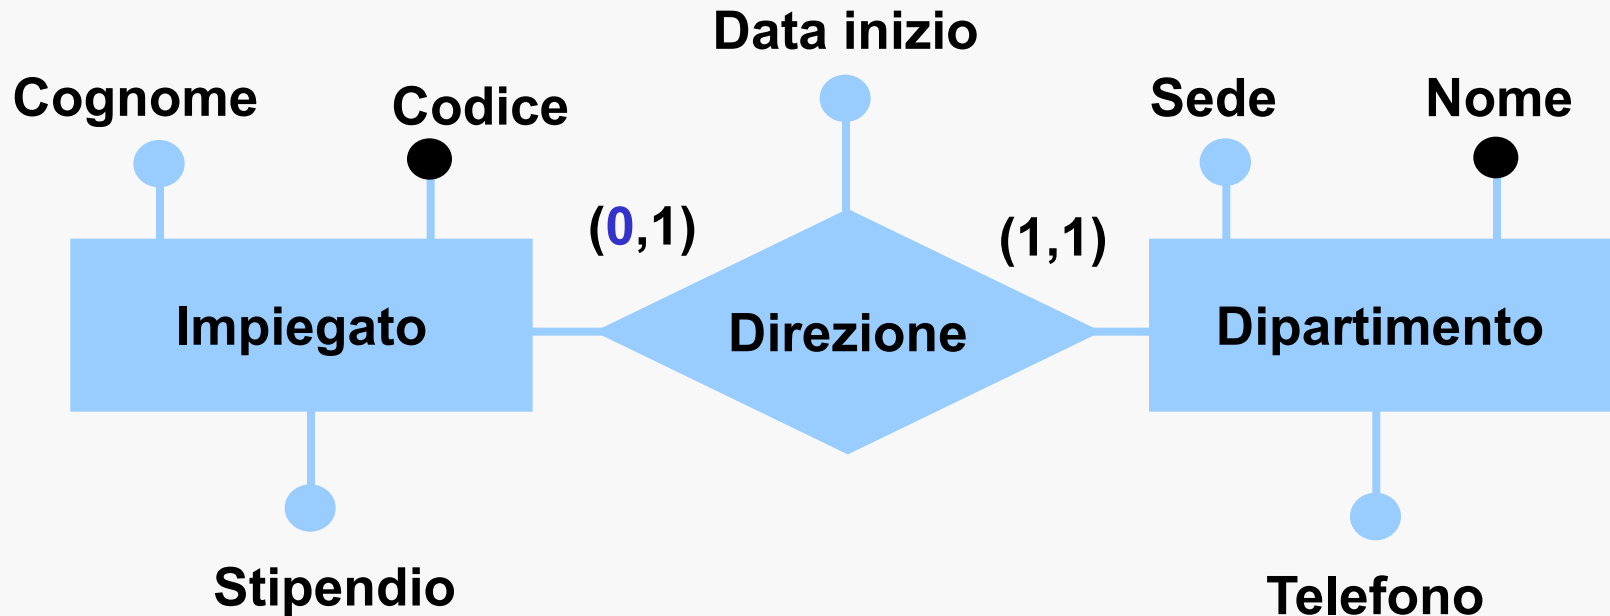 Data inizio
Cognome
Codice
Sede
Nome
(0,1)
(1,1)
Impiegato
Direzione
Dipartimento
Stipendio
Telefono